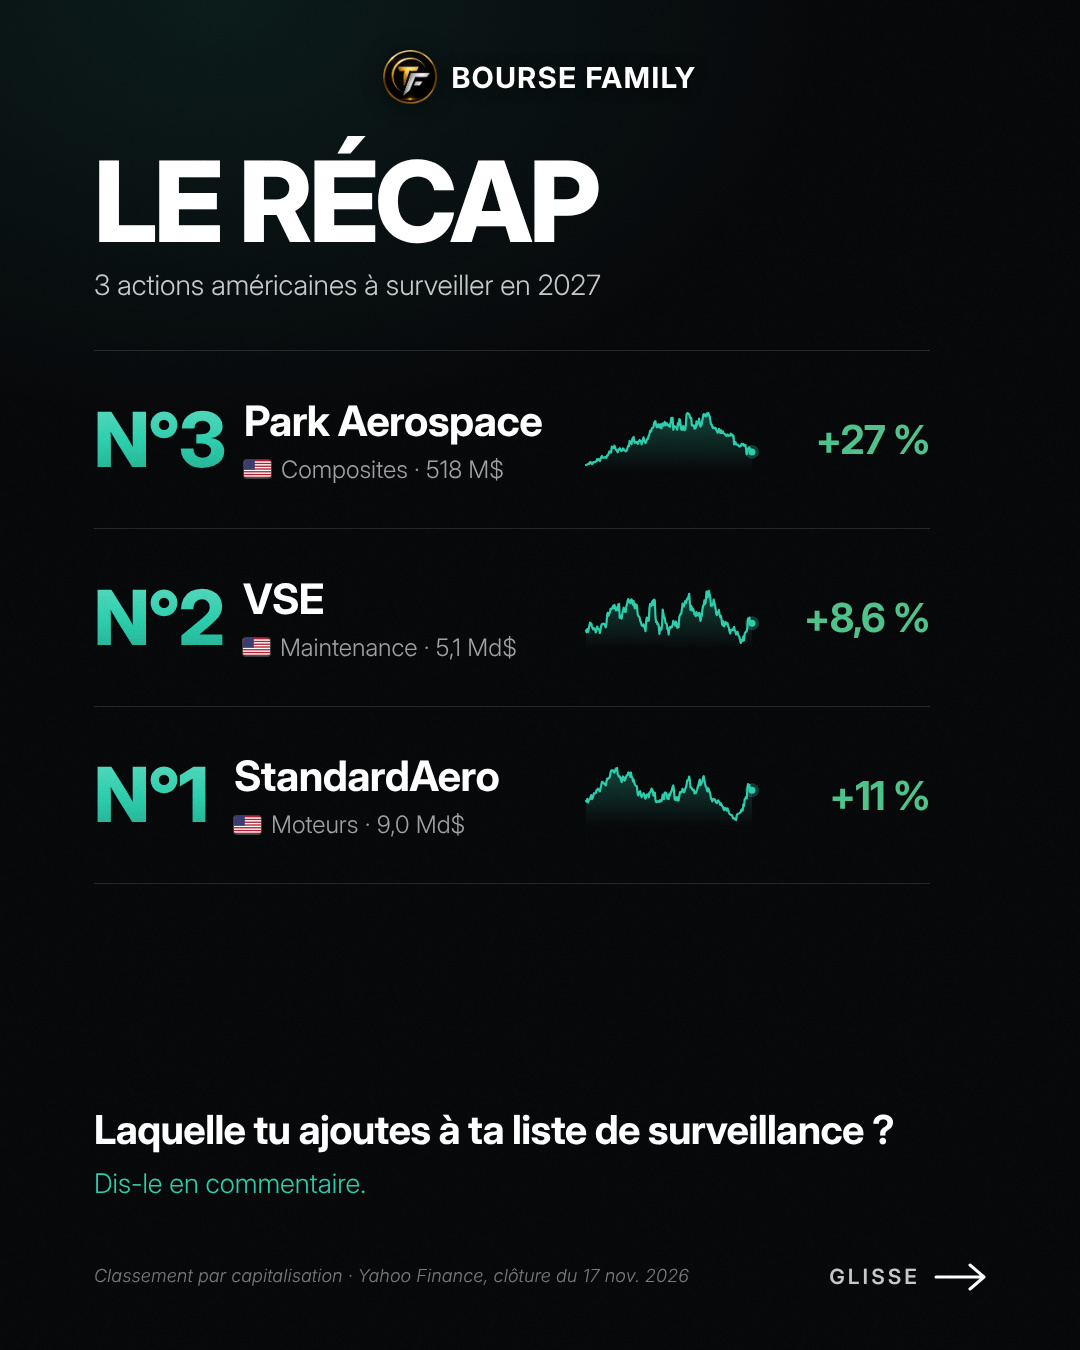 TF BOURSE FAMILY
LE RÉCAP
3 actions américaines à surveiller en 2027
N°3 Park Aerospace +27 %
Composites · 518 M$
N°2 VSE +8,6 %
Maintenance · 5,1 Md$
N°1 StandardAero +11 %
Moteurs · 9,0 Md$
Laquelle tu ajoutes à ta liste de surveillance ?
Dis-le en commentaire.
Classement par capitalisation · Yahoo Finance, clôture du 17 nov. 2026
GLISSE